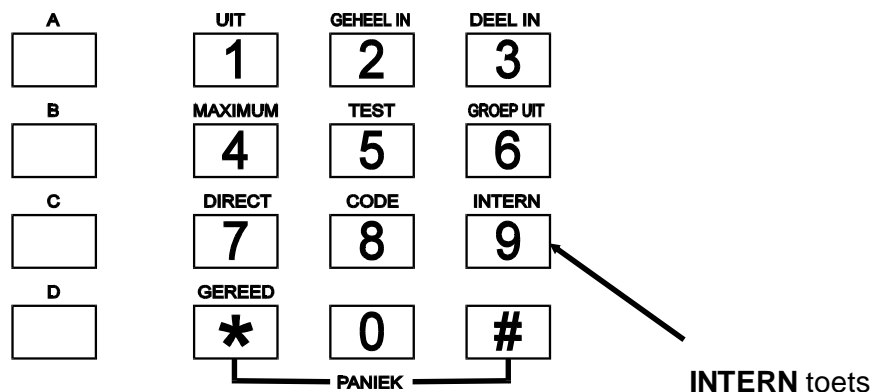 A UIT GEHEEL IN DEEL IN
1 2 3
B MAXIMUM TEST GROEP UIT
4 5 6
C DIRECT CODE INTERN
7 8 9
D GEREED
* 0 #
PANIEK
INTERN toets